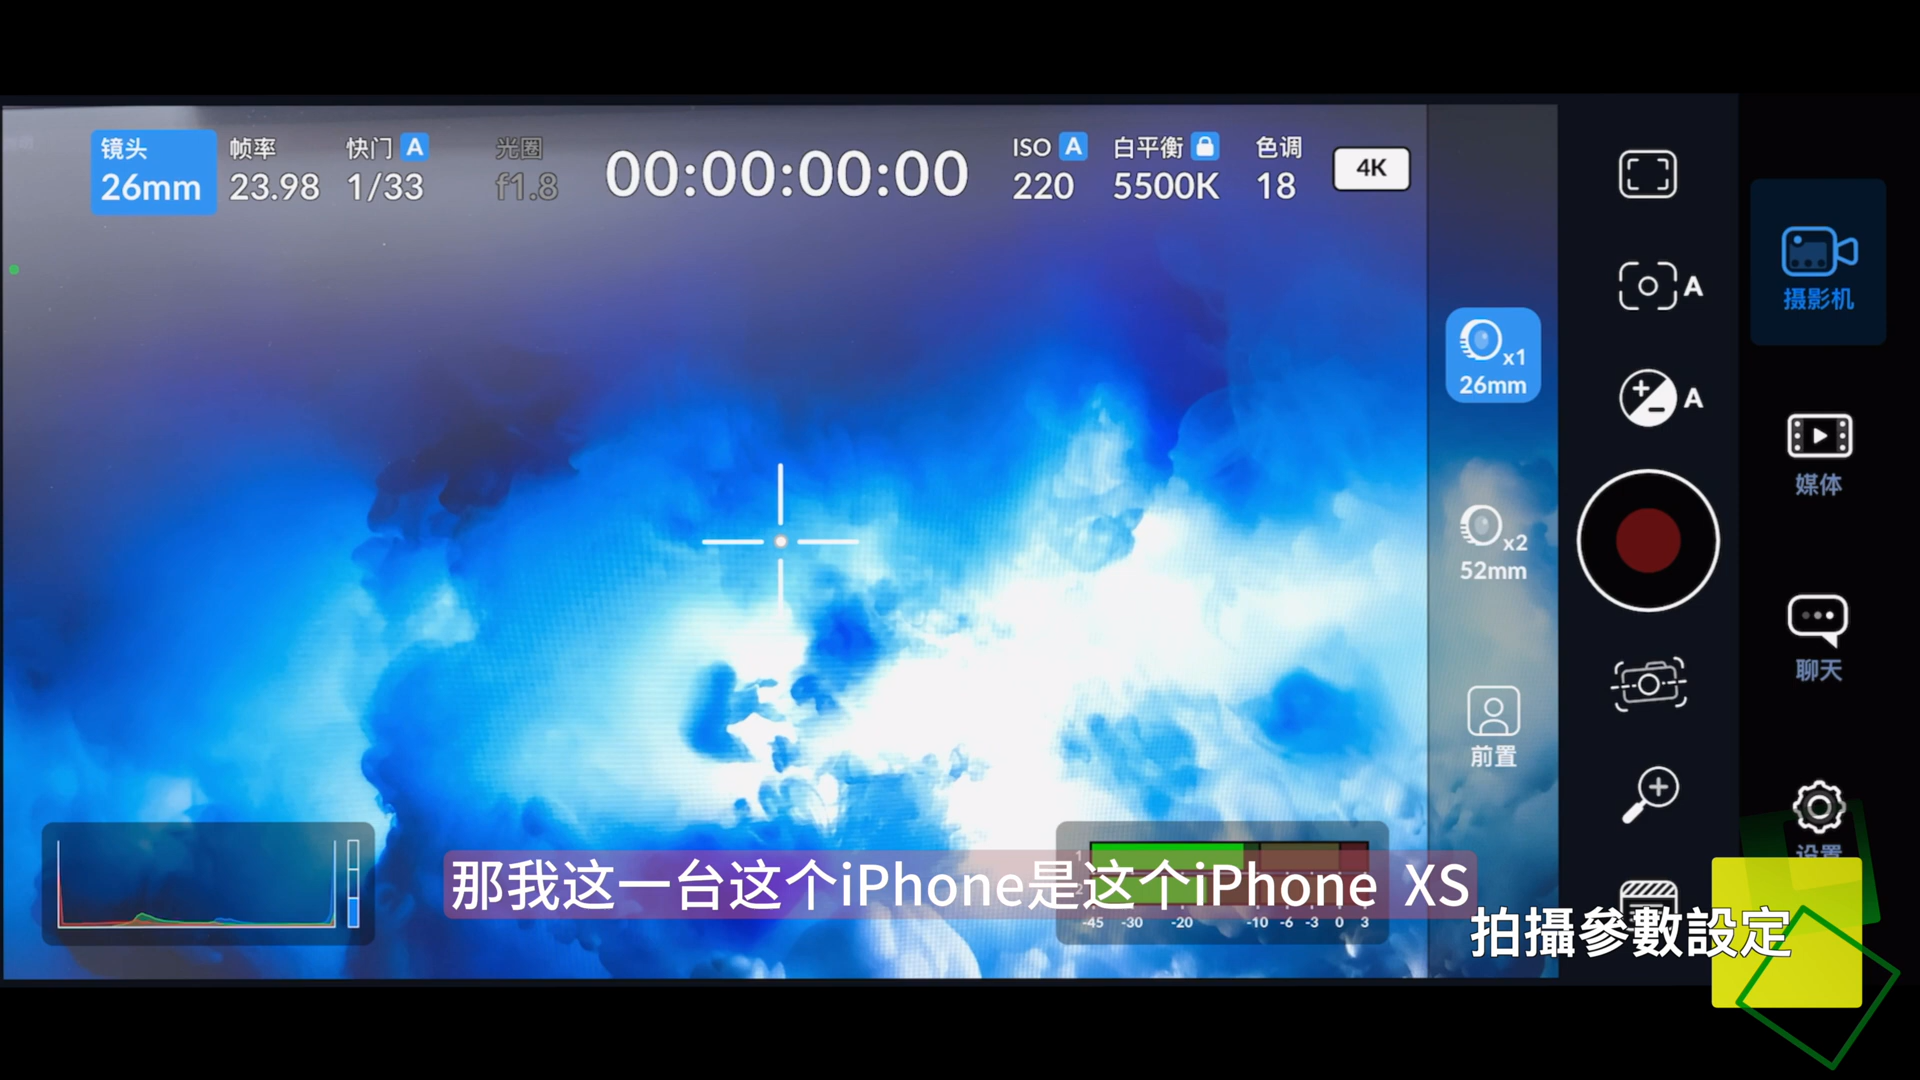 镜头
26mm
帧率
23.98
快门 A
1/33
光圈
f1.8
00:00:00:00
ISO A
220
白平衡
5500K
色调
18
4K
A
摄影机
x1
26mm
A
媒体
x2
52mm
聊天
前置
设置
1
-45 -30 -20 -10 -6 -3 0 3
那我这一台这个iPhone是这个iPhone XS
拍攝參數設定